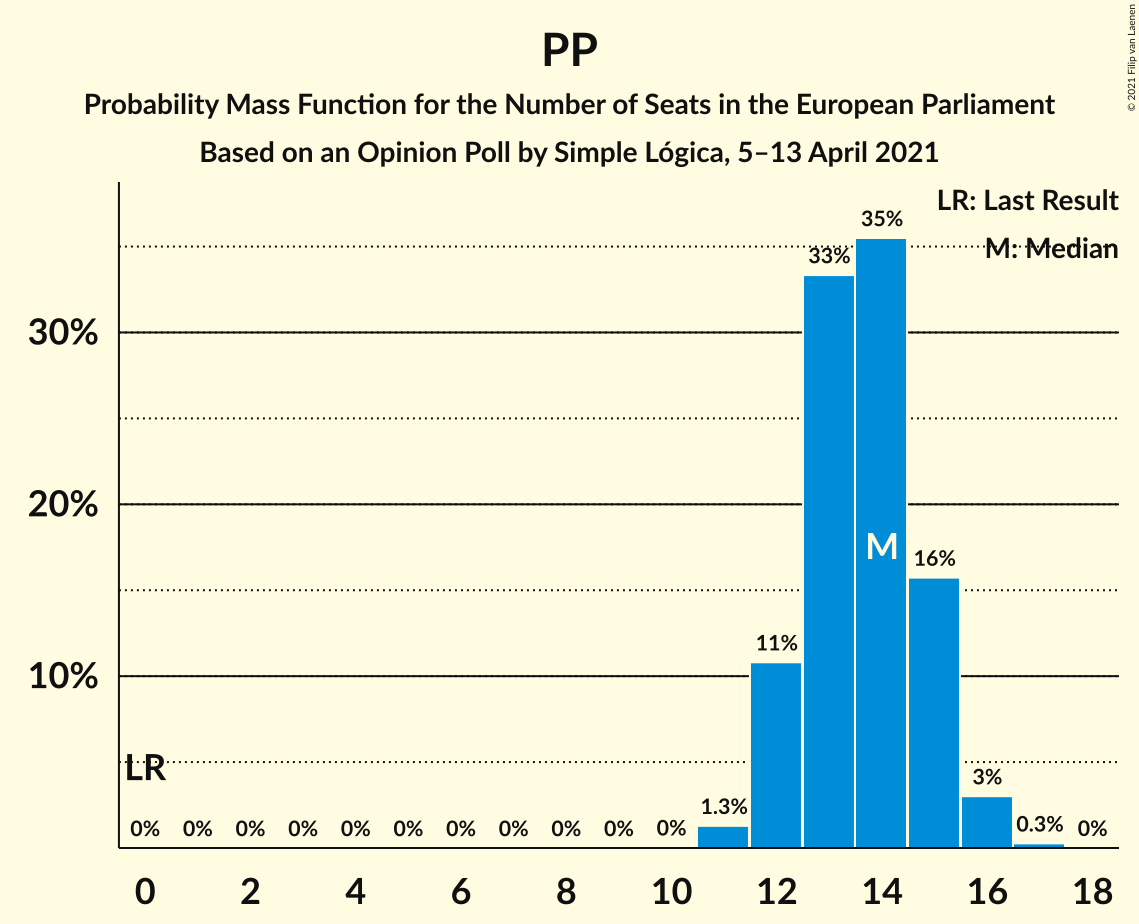 PP
Probability Mass Function for the Number of Seats in the European Parliament
Based on an Opinion Poll by Simple Lógica, 5–13 April 2021
© 2021 Filip van Laenen
LR: Last Result
M: Median
35%
33%
30%
20%
M
16%
11%
10%
LR
3%
1.3%
0% 0% 0% 0% 0% 0% 0% 0% 0% 0% 0% 0.3% 0%
0 2 4 6 8 10 12 14 16 18